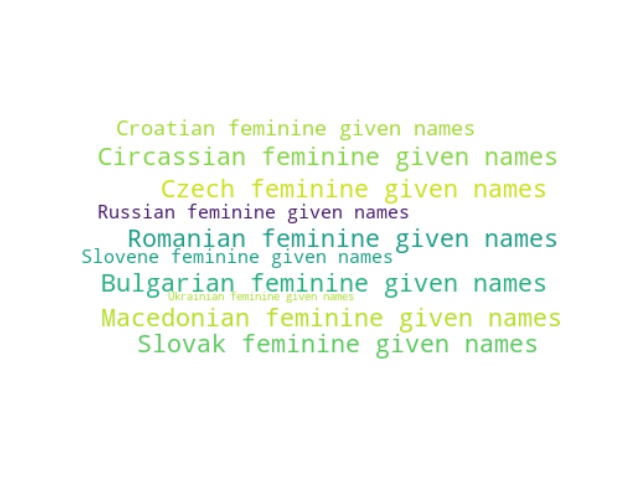 Croatian feminine given names
Circassian feminine given names
Czech feminine given names
Russian feminine given names
Romanian feminine given names
Slovene feminine given names
Bulgarian feminine given names
Ukrainian feminine given names
Macedonian feminine given names
Slovak feminine given names